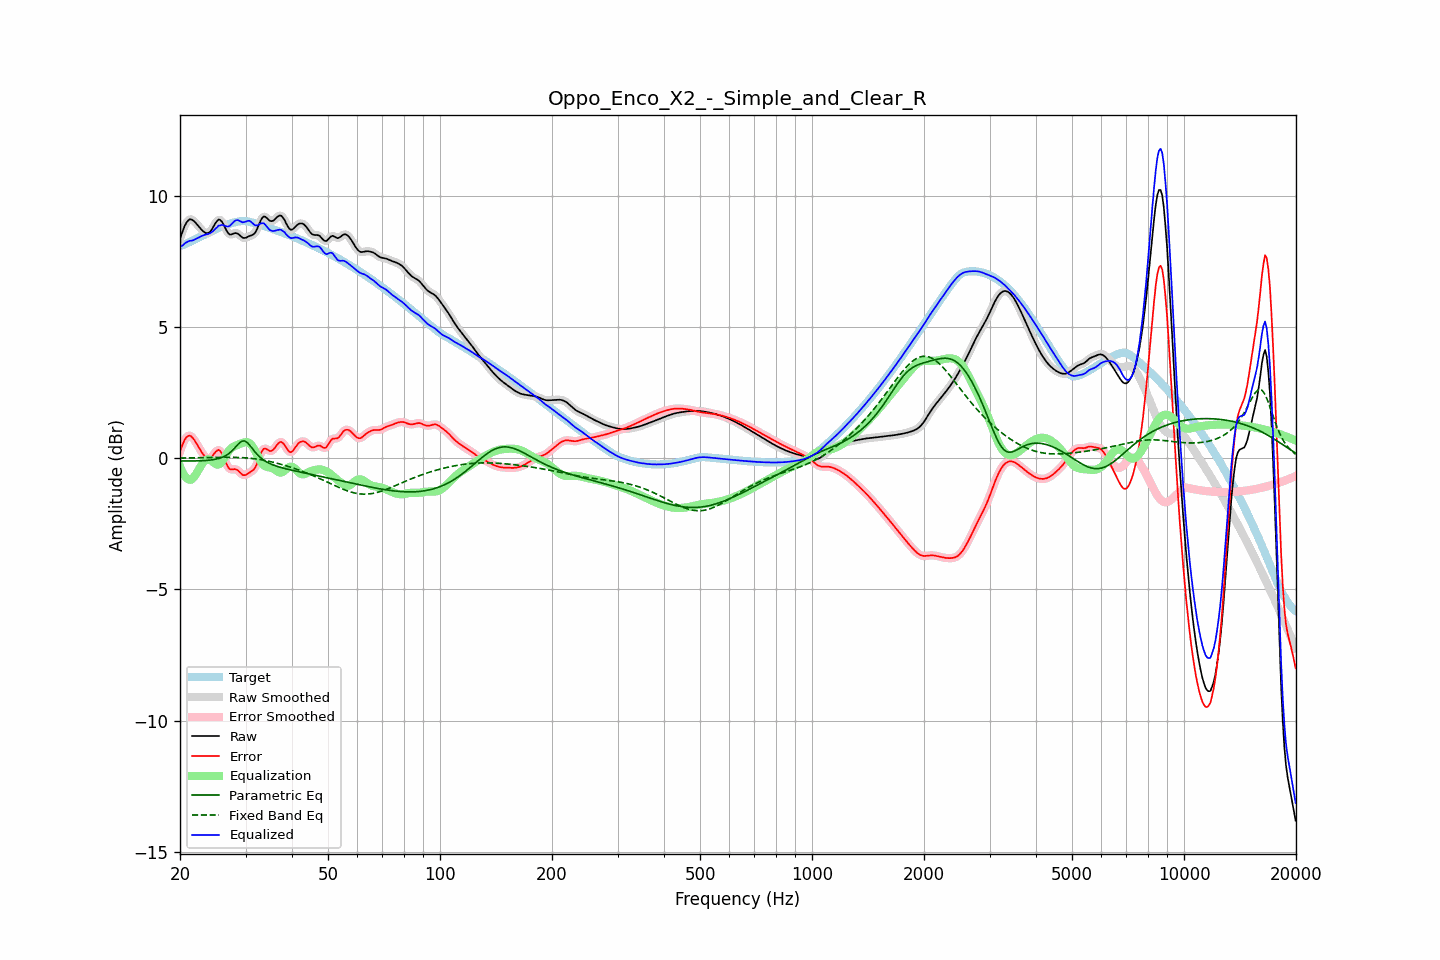 Oppo_Enco_X2_-_Simple_and_Clear_R
Amplitude (dBr)
10
5
0
−5
−10
−15
Target
Raw Smoothed
Error Smoothed
Raw
Error
Equalization
Parametric Eq
Fixed Band Eq
Equalized
20 50 100 200 500 1000 2000 5000 10000 20000
Frequency (Hz)